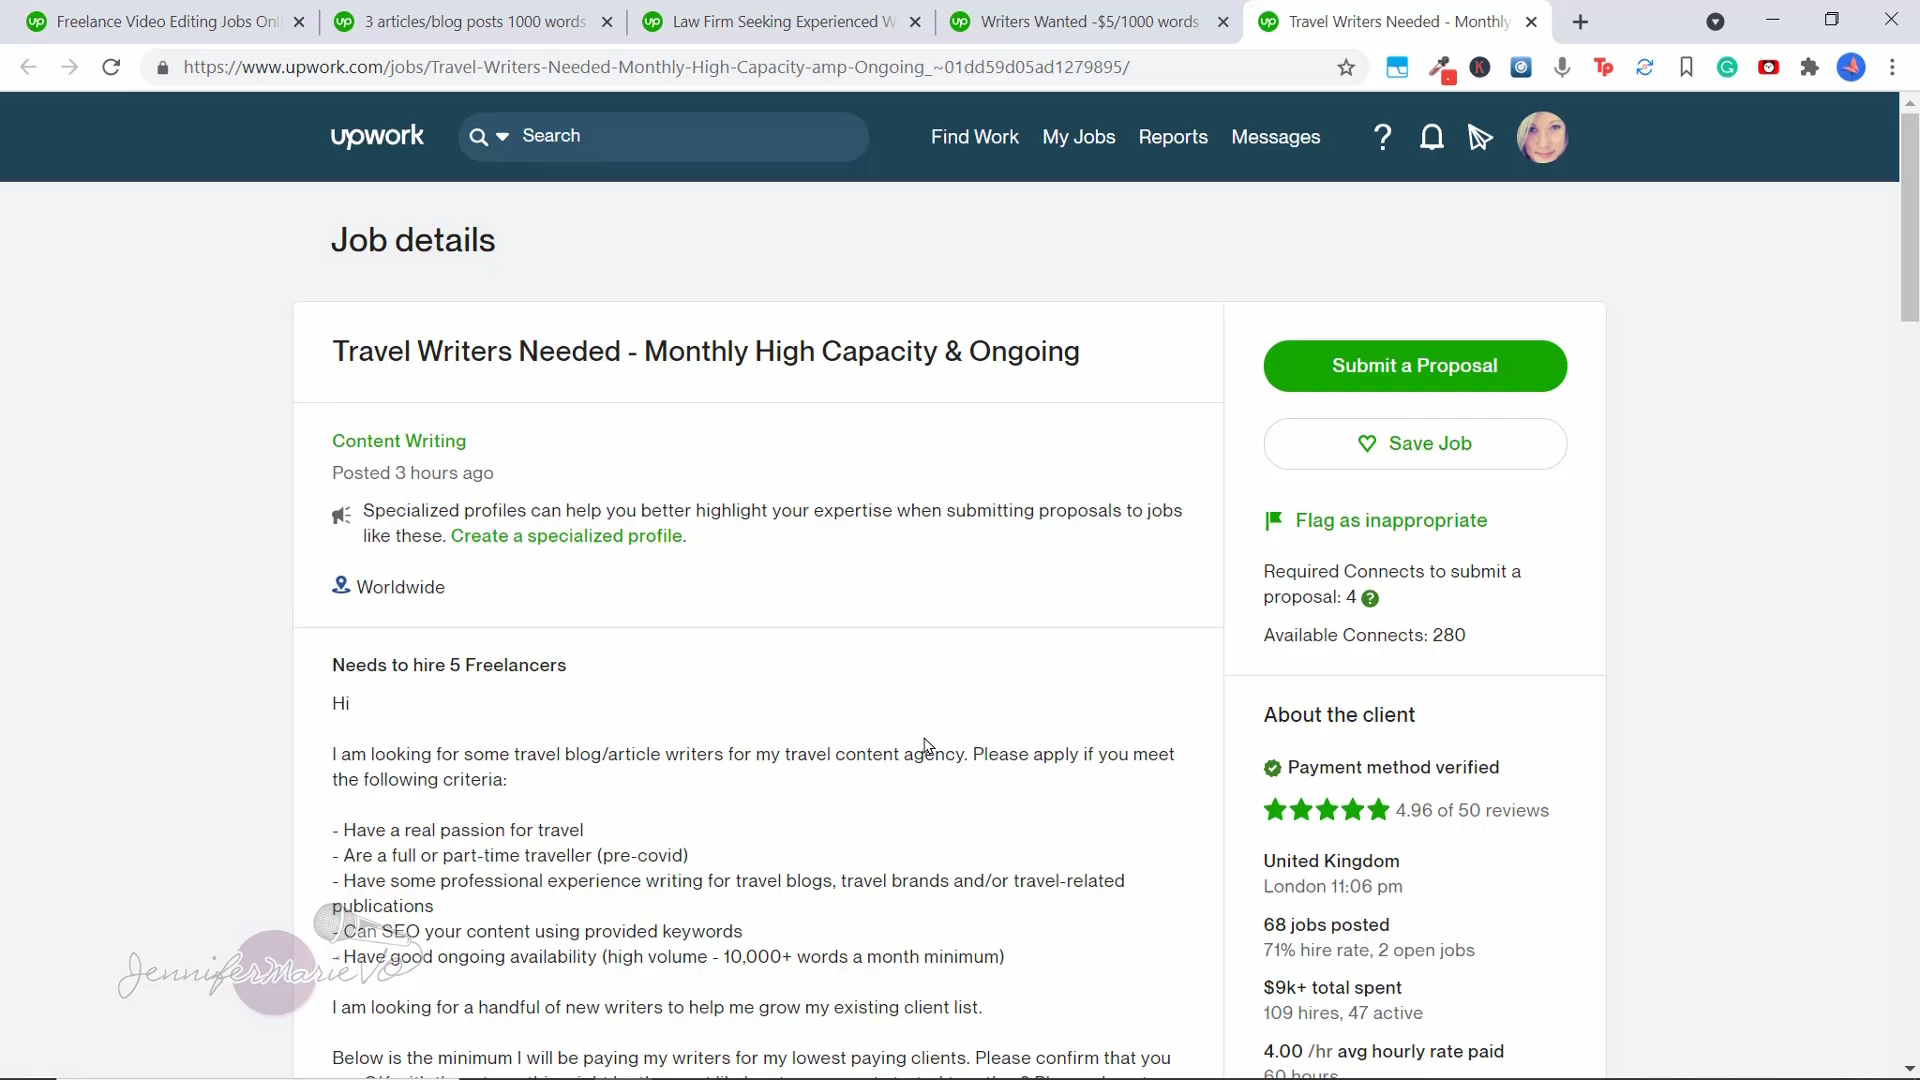 Freelance Video Editing Jobs Onli
3 articles/blog posts 1000 words
Law Firm Seeking Experienced W
Writers Wanted -$5/1000 words
Travel Writers Needed - Monthly
https://www.upwork.com/jobs/Travel-Writers-Needed-Monthly-High-Capacity-amp-Ongoing_~01dd59d05ad1279895/
upwork
Search
Find Work
My Jobs
Reports
Messages
Job details
Travel Writers Needed - Monthly High Capacity & Ongoing
Content Writing
Posted 3 hours ago
Specialized profiles can help you better highlight your expertise when submitting proposals to jobs
like these. Create a specialized profile.
Worldwide
Needs to hire 5 Freelancers
Hi
I am looking for some travel blog/article writers for my travel content agency. Please apply if you meet
the following criteria:
- Have a real passion for travel
- Are a full or part-time traveller (pre-covid)
- Have some professional experience writing for travel blogs, travel brands and/or travel-related
publications
- Can SEO your content using provided keywords
- Have good ongoing availability (high volume - 10,000+ words a month minimum)
I am looking for a handful of new writers to help me grow my existing client list.
Below is the minimum I will be paying my writers for my lowest paying clients. Please confirm that you
Submit a Proposal
Save Job
Flag as inappropriate
Required Connects to submit a
proposal: 4
Available Connects: 280
About the client
Payment method verified
4.96 of 50 reviews
United Kingdom
London 11:06 pm
68 jobs posted
71% hire rate, 2 open jobs
$9k+ total spent
109 hires, 47 active
4.00 /hr avg hourly rate paid
60 hours
JenniferMarieVO